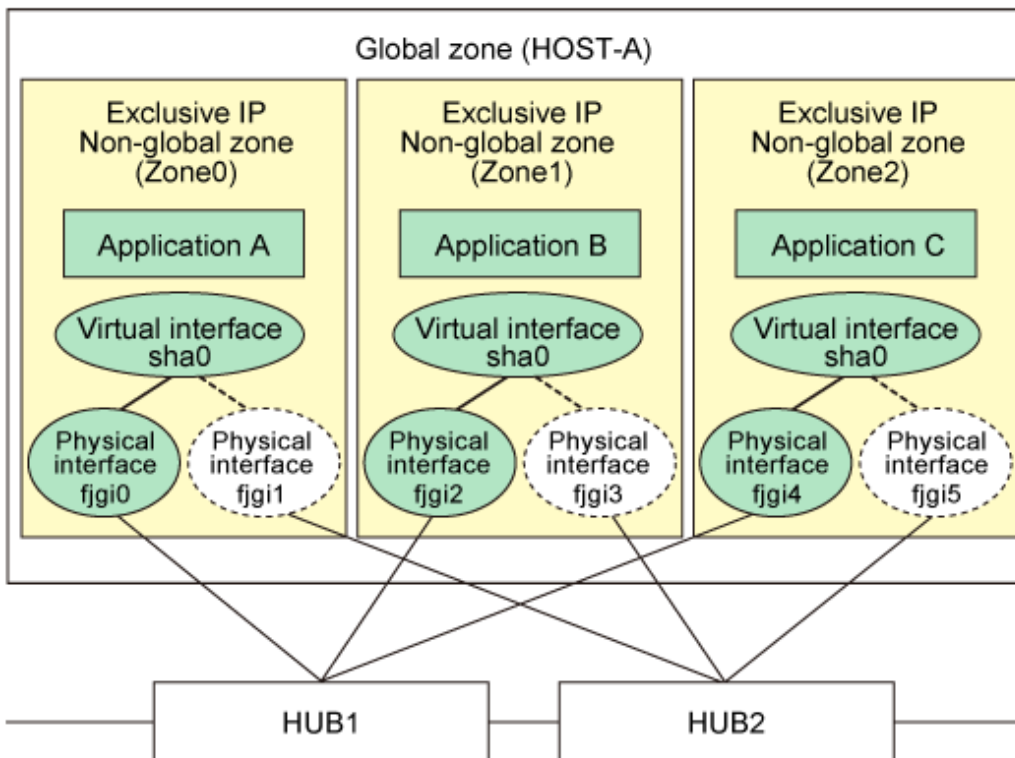 Global zone (HOST-A)
Exclusive IP
Non-global zone
(Zone0)
Application A
Virtual interface
sha0
Physical
interface
fjgi0
Physical
interface
fjgi1
Exclusive IP
Non-global zone
(Zone1)
Application B
Virtual interface
sha0
Physical
interface
fjgi2
Physical
interface
fjgi3
Exclusive IP
Non-global zone
(Zone2)
Application C
Virtual interface
sha0
Physical
interface
fjgi4
Physical
interface
fjgi5
HUB1
HUB2